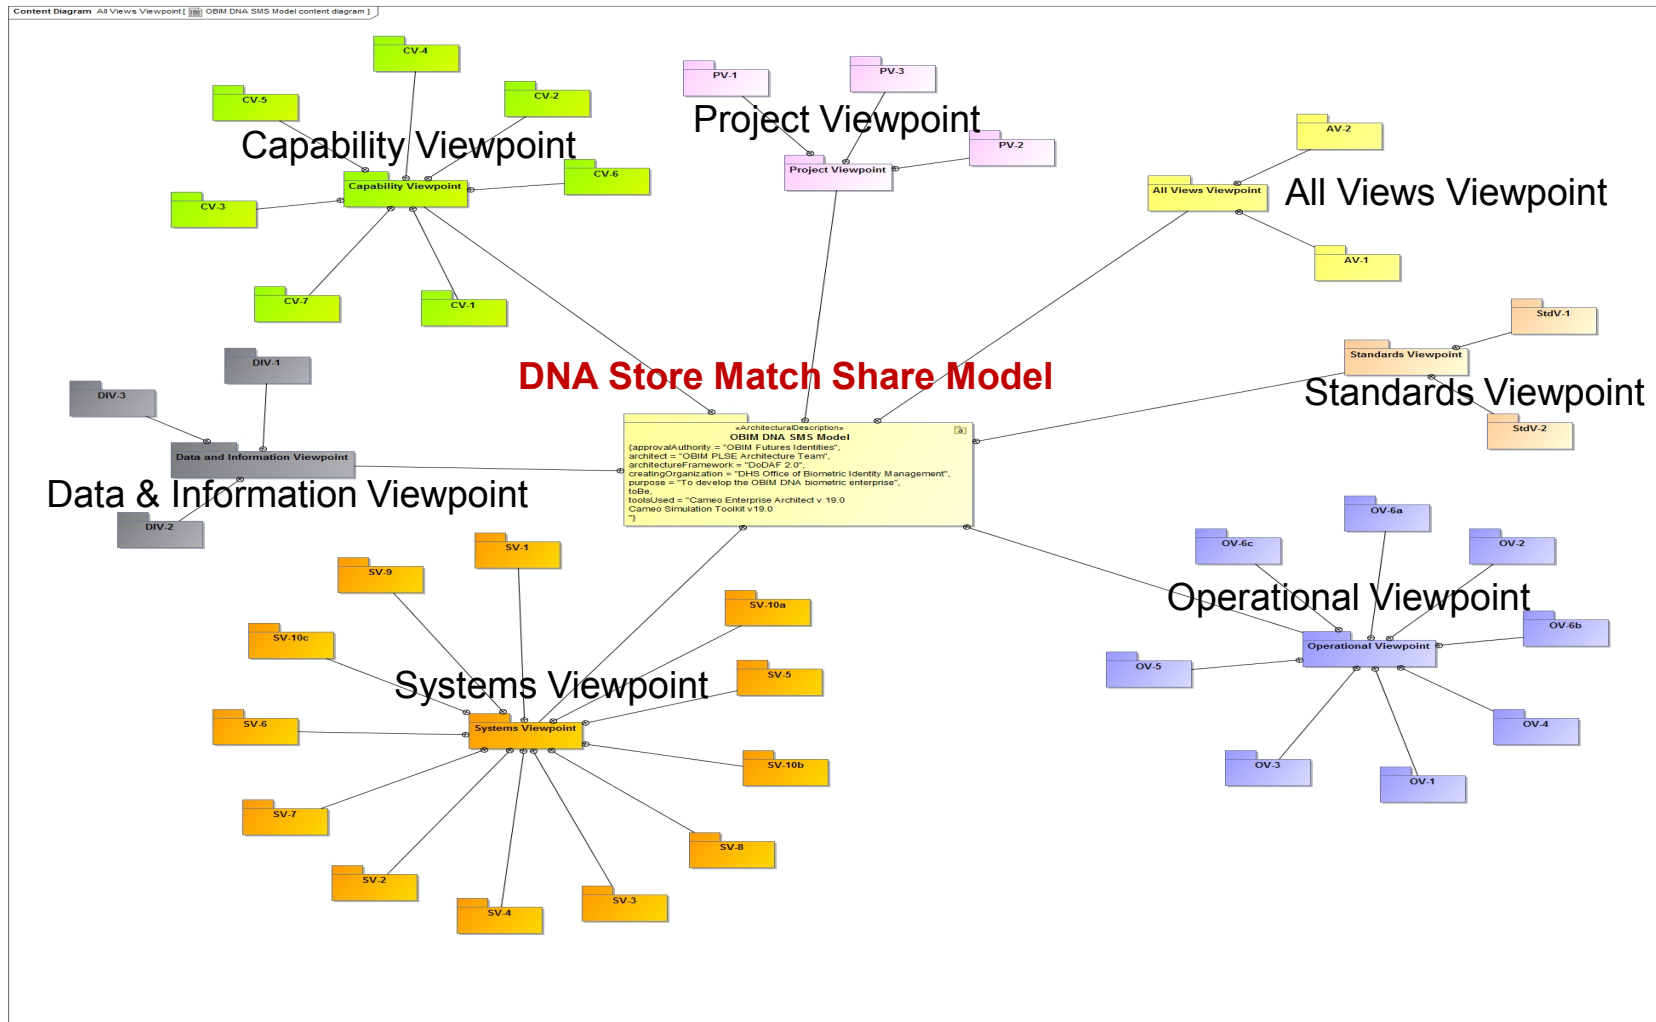 Content Diagram All Views Viewpoint [ OBIM DNA SMS Model content diagram ]
CV-4
CV-5
CV-2
Capability Viewpoint
CV-6
Capability Viewpoint
CV-3
CV-7
CV-1
PV-1
PV-3
Project Viewpoint
PV-2
Project Viewpoint
AV-2
All Views Viewpoint
All Views Viewpoint
AV-1
StdV-1
Standards Viewpoint
Standards Viewpoint
StdV-2
DNA Store Match Share Model
«ArchitecturalDescription»
OBIM DNA SMS Model
{approvalAuthority = "OBIM Futures Identities",
architect = "OBIM PLSE Architecture Team",
architectureFramework = "DoDAF 2.0",
creatingOrganization = "DHS Office of Biometric Identity Management",
purpose = "To develop the OBIM DNA biometric enterprise",
toBe,
toolsUsed = "Cameo Enterprise Architect v 19.0
Cameo Simulation Toolkit v19.0
"}
a
DIV-1
DIV-3
Data and Information Viewpoint
Data & Information Viewpoint
DIV-2
SV-1
SV-9
SV-10a
SV-10c
SV-5
Systems Viewpoint
SV-6
Systems Viewpoint
SV-10b
SV-7
SV-8
SV-2
SV-3
SV-4
OV-6a
OV-6c
OV-2
Operational Viewpoint
OV-6b
Operational Viewpoint
OV-5
OV-4
OV-3
OV-1